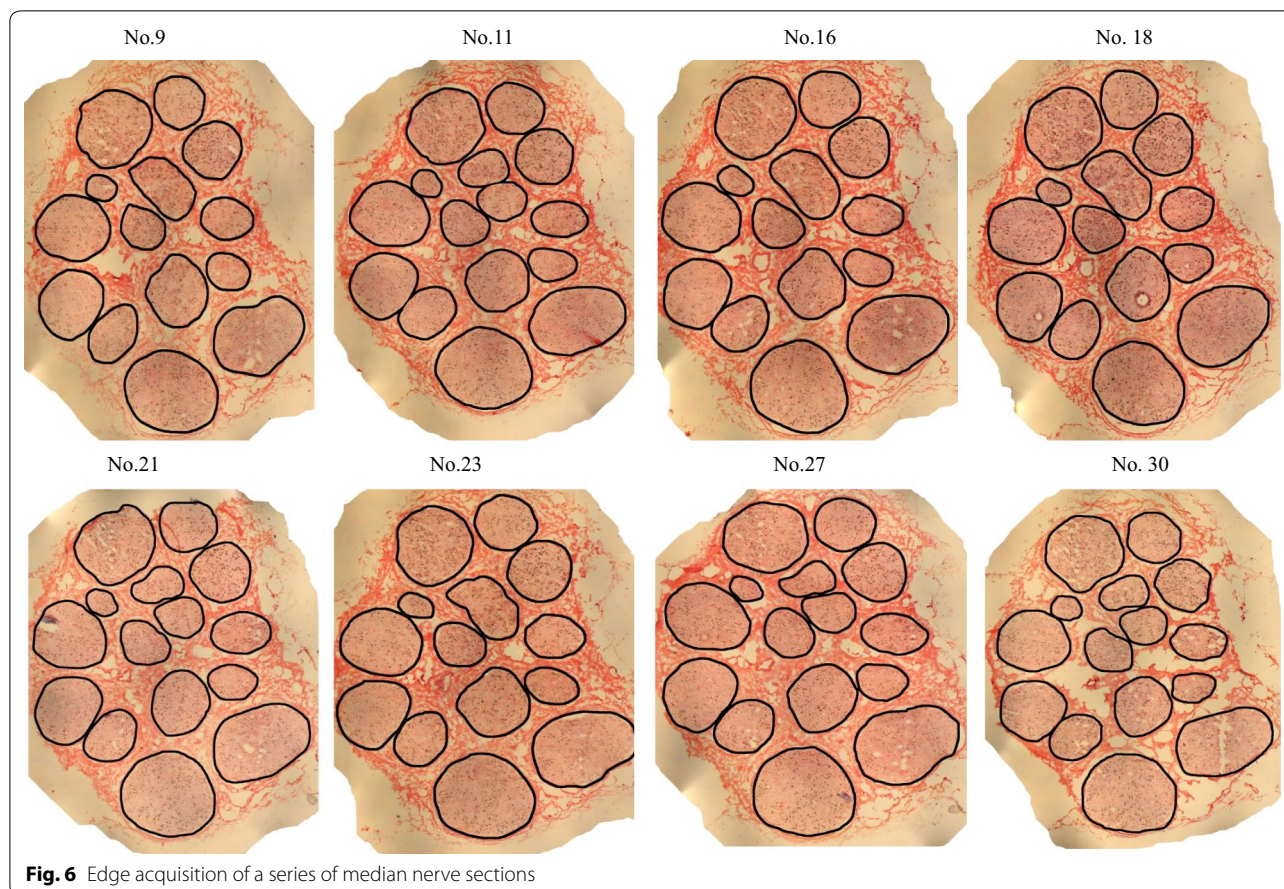 No.9 No.11 No.16 No. 18
No.21 No.23 No.27 No. 30
Fig. 6 Edge acquisition of a series of median nerve sections